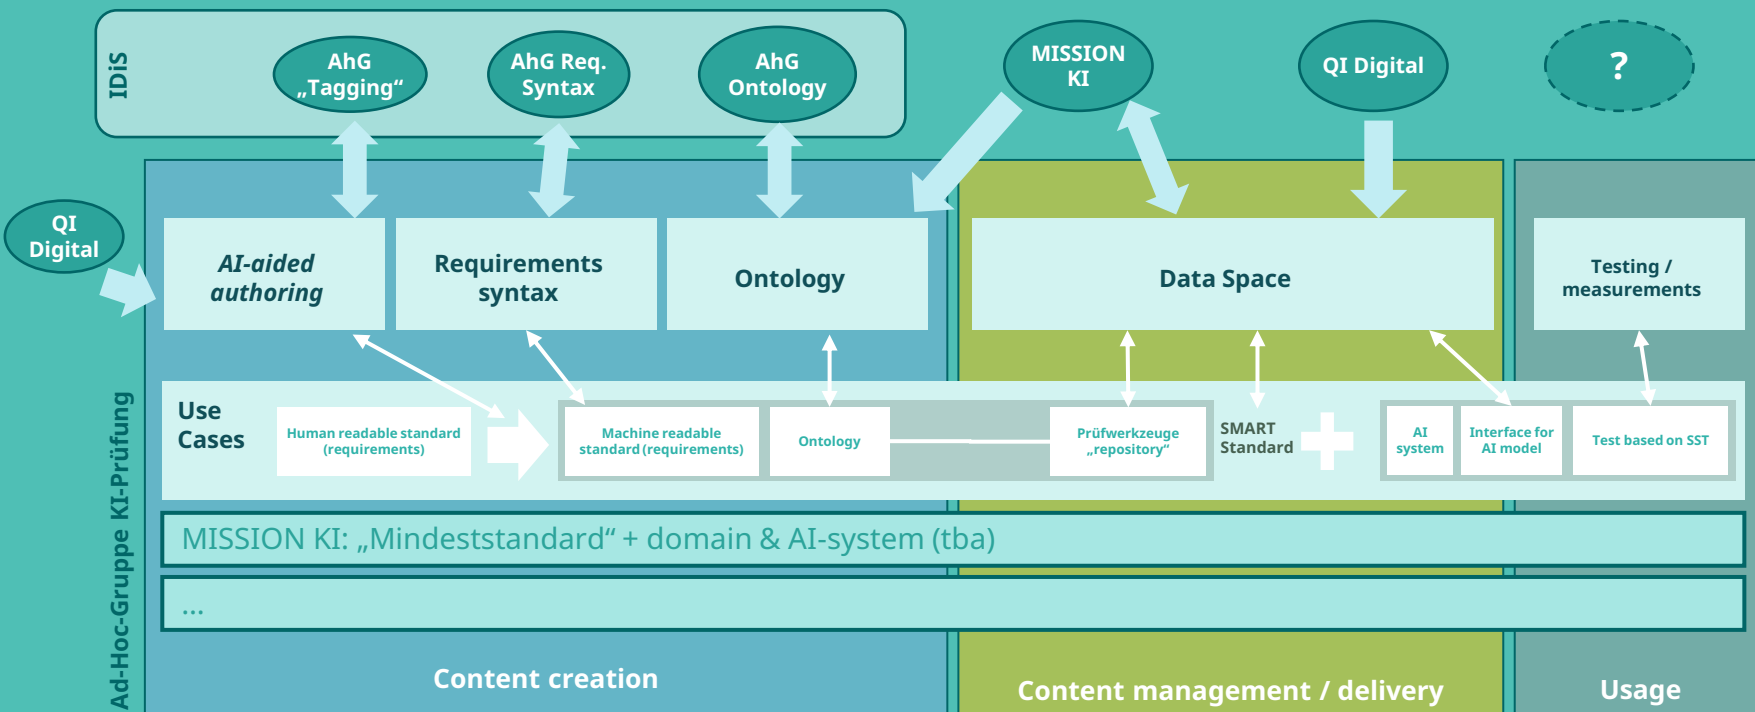 IDiS
AhG
„Tagging“
AhG Req.
Syntax
AhG
Ontology
MISSION
KI
QI Digital
?
QI
Digital
AI-aided
authoring
Requirements
syntax
Ontology
Data Space
Testing /
measurements
Use
Cases
Human readable standard
(requirements)
Machine readable
standard (requirements)
Ontology
Prüfwerkzeuge
„repository“
SMART
Standard
AI
system
Interface for
AI model
Test based on SST
MISSION KI: „Mindeststandard“ + domain & AI-system (tba)
...
Ad-Hoc-Gruppe KI-Prüfung
Content creation
Content management / delivery
Usage